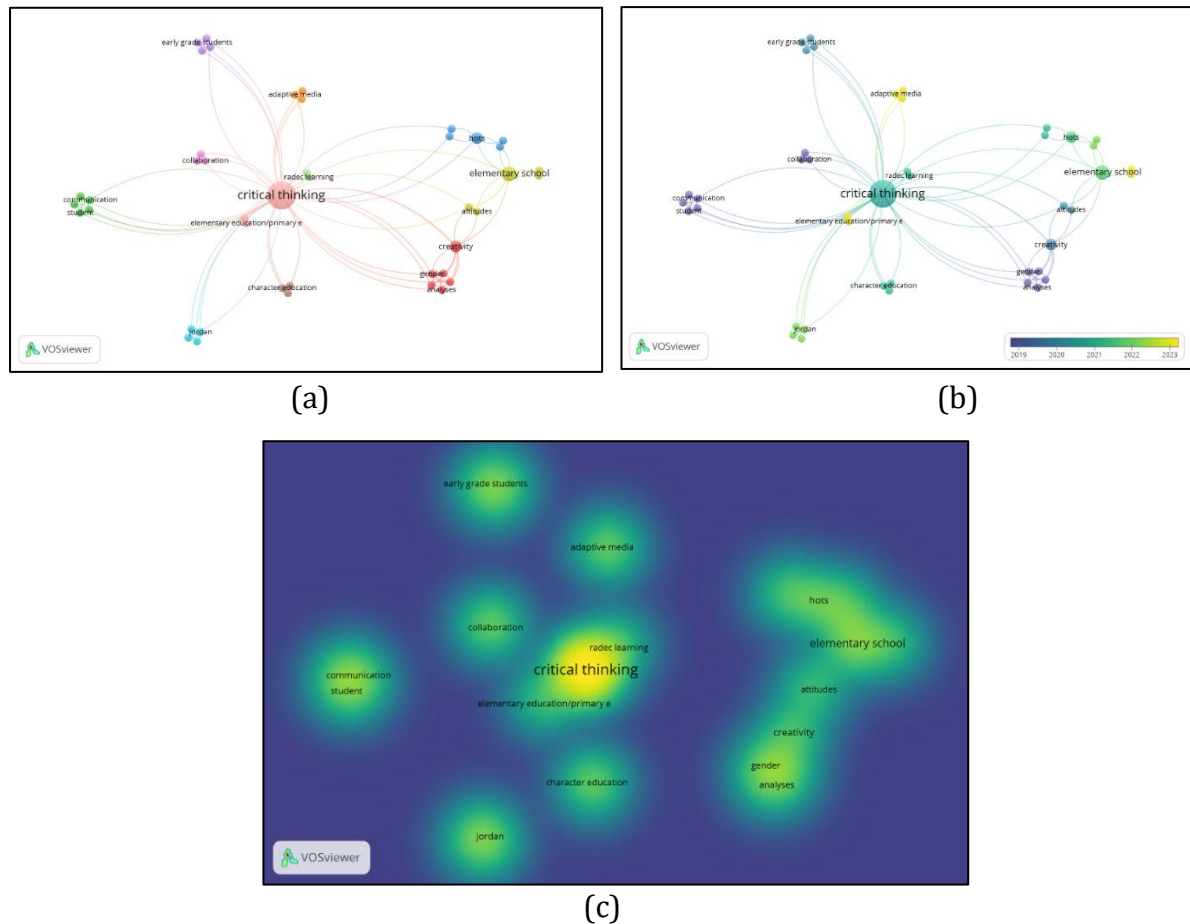 early grade students
adaptive media
hots
collaboration
radec learning
elementary school
critical thinking
communication
student
attitudes
elementary education/primary e
creativity
gender
character education
analyses
jordan
VOSviewer
(a)
early grade students
adaptive media
hots
collaboration
radec learning
elementary school
critical thinking
communication
student
attitudes
elementary education/primary e
creativity
gender
character education
analyses
jordan
VOSviewer
2019 2020 2021 2022 2023
(b)
early grade students
adaptive media
hots
collaboration
radec learning
elementary school
critical thinking
communication
student
attitudes
elementary education/primary e
creativity
gender
character education
analyses
jordan
VOSviewer
(c)